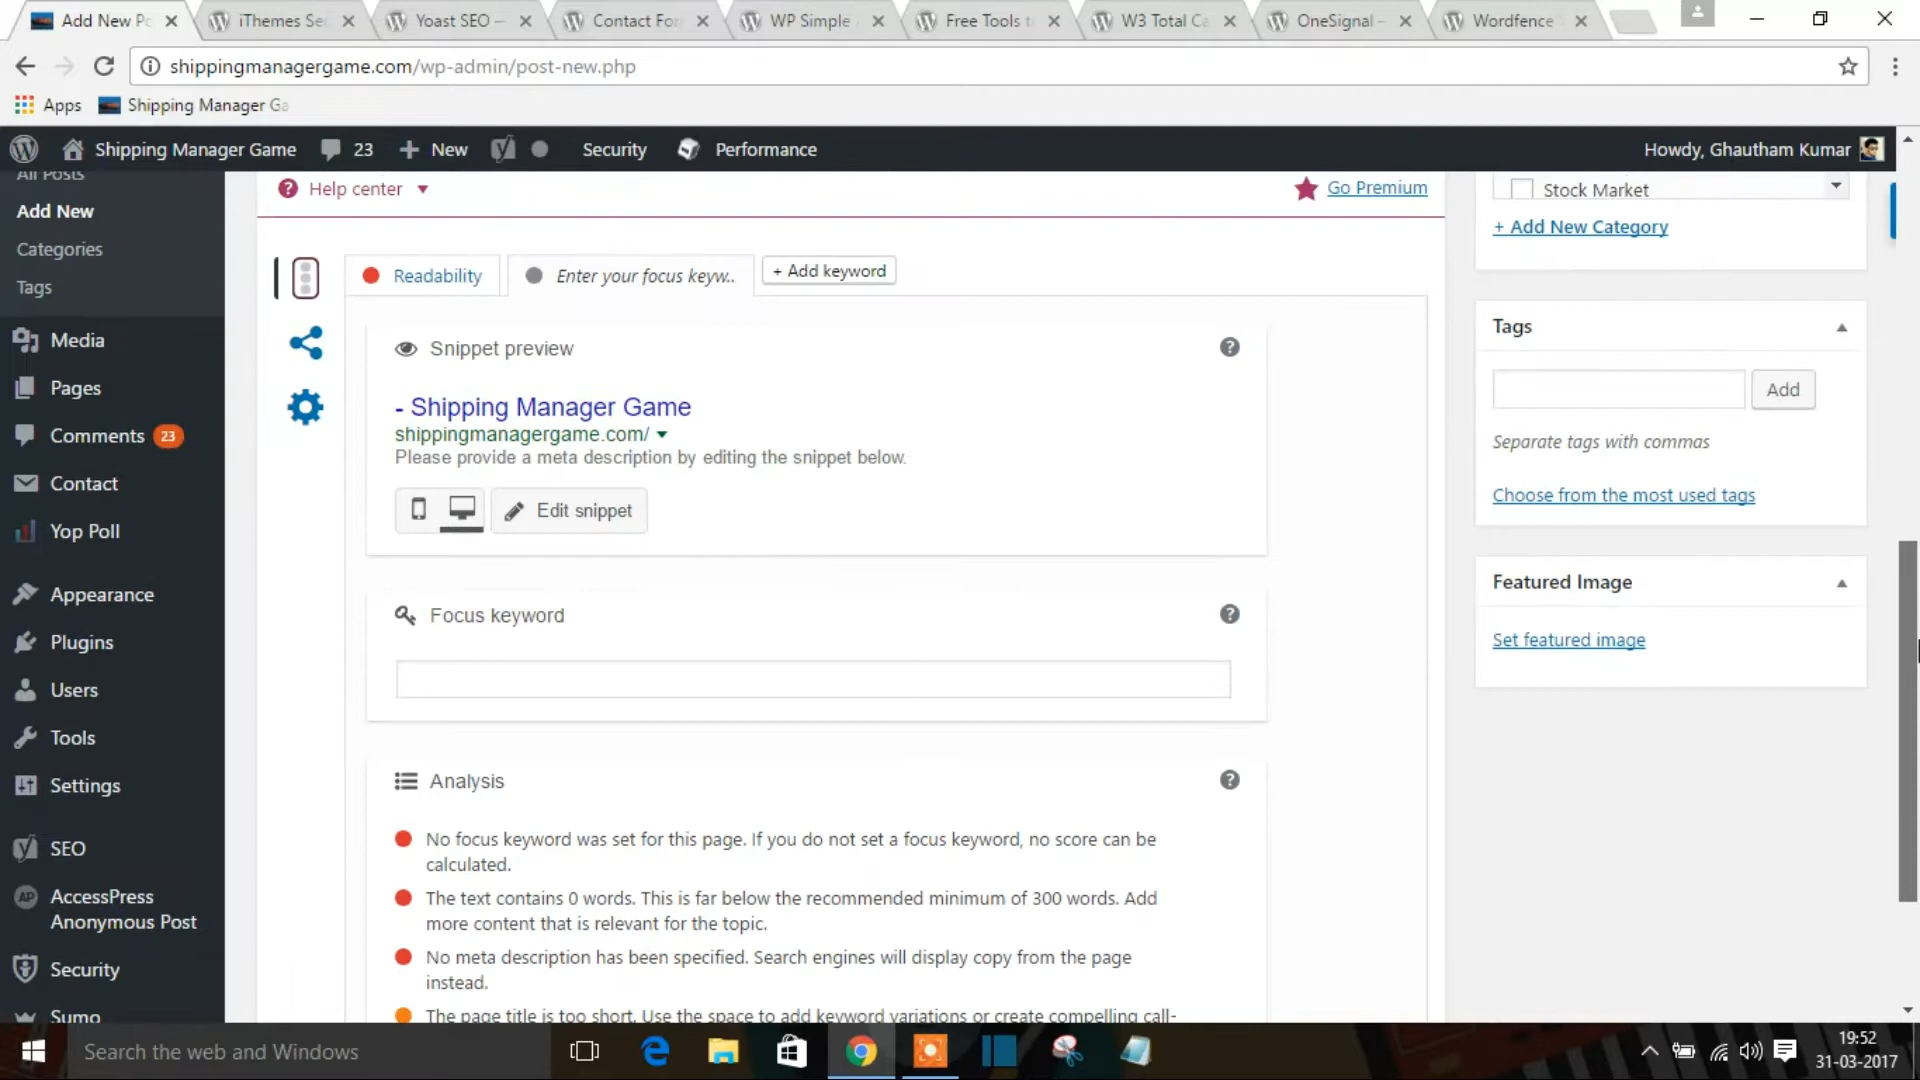 Add New Po
iThemes Se
Yoast SEO –
Contact For
WP Simple
Free Tools t
W3 Total Ca
OneSignal –
Wordfence
shippingmanagergame.com/wp-admin/post-new.php
Apps
Shipping Manager Ga
Shipping Manager Game
23
New
Security
Performance
Howdy, Ghautham Kumar
All Posts
Add New
Categories
Tags
Media
Pages
Comments 23
Contact
Yop Poll
Appearance
Plugins
Users
Tools
Settings
SEO
AccessPress
Anonymous Post
Security
Sumo
Help center
Go Premium
Readability
Enter your focus keyw..
+ Add keyword
Snippet preview
- Shipping Manager Game
shippingmanagergame.com/
Please provide a meta description by editing the snippet below.
Edit snippet
Focus keyword
Analysis
No focus keyword was set for this page. If you do not set a focus keyword, no score can be
calculated.
The text contains 0 words. This is far below the recommended minimum of 300 words. Add
more content that is relevant for the topic.
No meta description has been specified. Search engines will display copy from the page
instead.
The page title is too short. Use the space to add keyword variations or create compelling call-
Stock Market
+ Add New Category
Tags
Add
Separate tags with commas
Choose from the most used tags
Featured Image
Set featured image
Search the web and Windows
19:52
31-03-2017